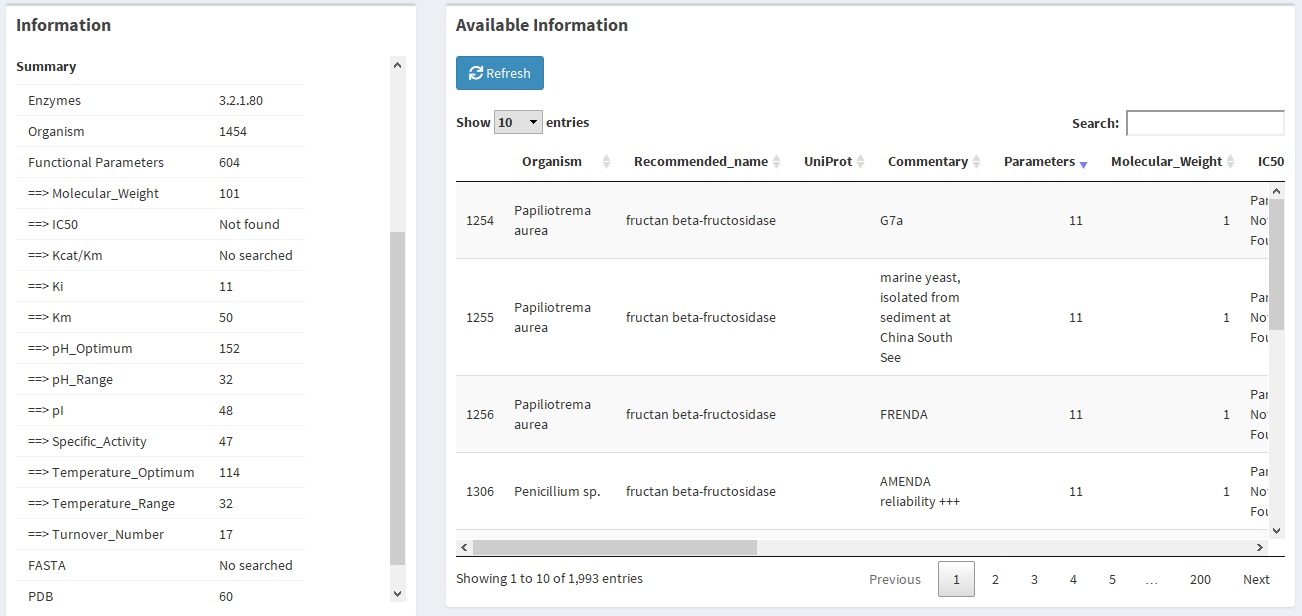 Information
Summary
Enzymes 3.2.1.80
Organism 1454
Functional Parameters 604
==> Molecular_Weight 101
==> IC50 Not found
==> Kcat/Km No searched
==> Ki 11
==> Km 50
==> pH_Optimum 152
==> pH_Range 32
==> pI 48
==> Specific_Activity 47
==> Temperature_Optimum 114
==> Temperature_Range 32
==> Turnover_Number 17
FASTA No searched
PDB 60
Available Information
Refresh
Show 10 entries
Search:
Organism Recommended_name UniProt Commentary Parameters Molecular_Weight IC50
Par
Papiliotrema
1254 fructan beta-fructosidase G7a 11 1 No
aurea
Fou
marine yeast,
isolated from Par
Papiliotrema
1255 fructan beta-fructosidase sediment at 11 1 No
aurea
China South Fou
See
Par
Papiliotrema
1256 fructan beta-fructosidase FRENDA 11 1 No
aurea
Fou
Par
AMENDA
1306 Penicillium sp. fructan beta-fructosidase 11 1 No
reliability +++
Fou
Showing 1 to 10 of 1,993 entries
Previous 1 2 3 4 5 … 200 Next